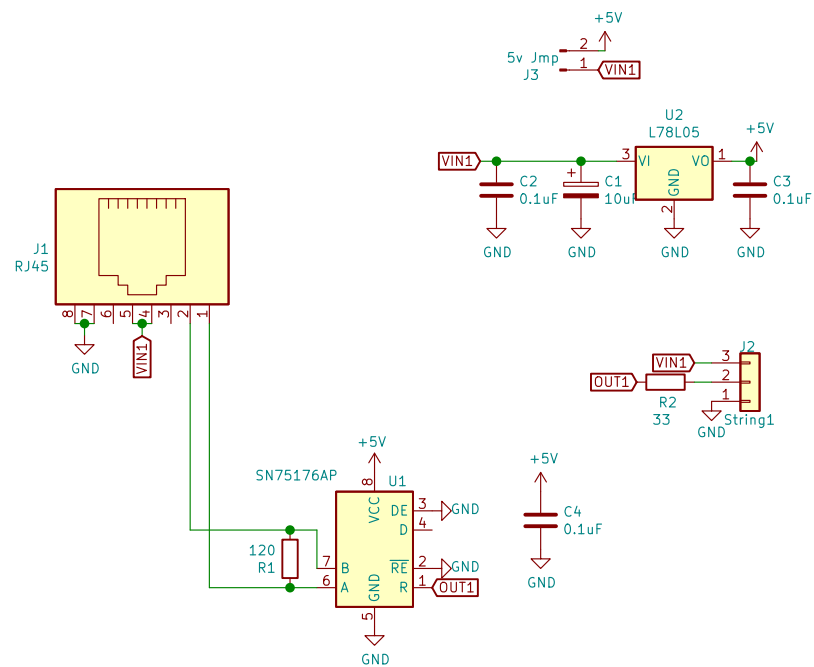 +5V
5v Jmp
J3
2
1
VIN1
U2
L78L05
+5V
VIN1
3
VI
VO
1
GND
2
C2
0.1uF
C1
10uF
+
C3
0.1uF
GND
GND
GND
GND
J1
RJ45
8
7
6
5
4
3
2
1
GND
VIN1
J2
VIN1
3
OUT1
2
1
R2
33
GND
String1
+5V
SN75176AP
U1
8
VCC
DE
3
GND
D
4
120
R1
7
B
RE
2
GND
6
A
GND
R
1
OUT1
5
GND
+5V
C4
0.1uF
GND